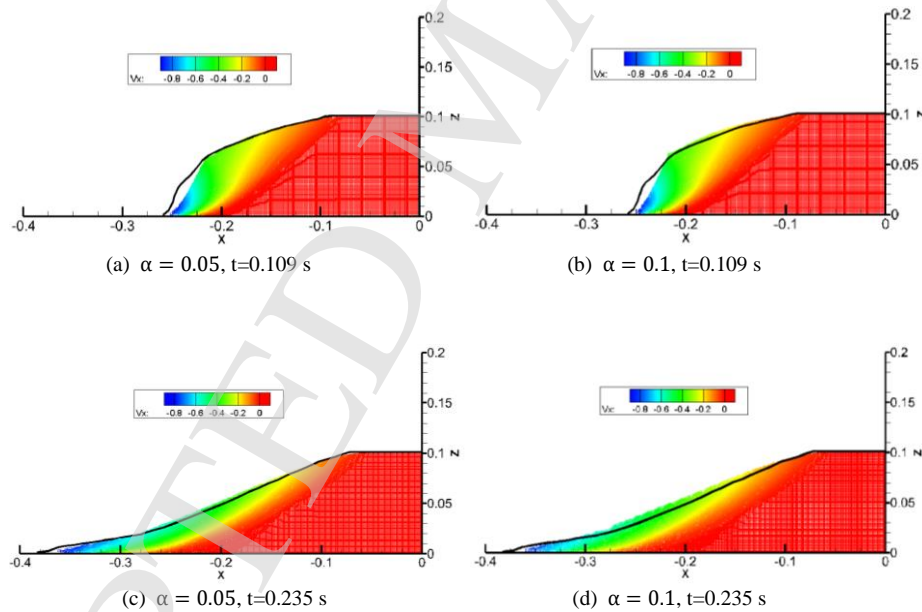 0.2
0.15
0.1
0.05
0
z
Vx: -0.8 -0.6 -0.4 -0.2 0
-0.4 -0.3 -0.2 -0.1 0
X
(a) α = 0.05, t=0.109 s
0.2
0.15
0.1
0.05
0
z
Vx: -0.8 -0.6 -0.4 -0.2 0
-0.4 -0.3 -0.2 -0.1 0
X
(b) α = 0.1, t=0.109 s
0.2
0.15
0.1
0.05
0
z
Vx: -0.8 -0.6 -0.4 -0.2 0
-0.4 -0.3 -0.2 -0.1 0
X
(c) α = 0.05, t=0.235 s
0.2
0.15
0.1
0.05
0
z
Vx: -0.8 -0.6 -0.4 -0.2 0
-0.4 -0.3 -0.2 -0.1 0
X
(d) α = 0.1, t=0.235 s
PTED M